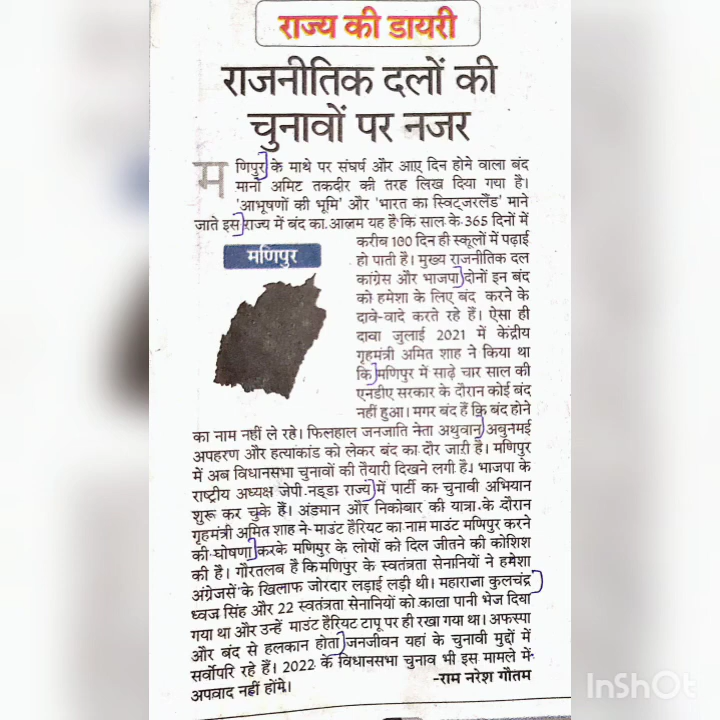 राज्य की डायरी
राजनीतिक दलों की
चुनावों पर नजर
मणिपुर के माथे पर संघर्ष और आए दिन होने वाला बंद
मानो अमिट तकदीर की तरह लिख दिया गया है।
'आभूषणों की भूमि' और 'भारत का स्विट्जरलैंड' माने
जाते इस राज्य में बंद का आलम यह है कि साल के 365 दिनों में
मणिपुर
करीब 100 दिन ही स्कूलों में पढ़ाई
हो पाती है। मुख्य राजनीतिक दल
कांग्रेस और भाजपा दोनों इन बंद
को हमेशा के लिए बंद करने के
दावे-वादे करते रहे हैं। ऐसा ही
दावा जुलाई 2021 में केंद्रीय
गृहमंत्री अमित शाह ने किया था
कि मणिपुर में साढ़े चार साल की
एनडीए सरकार के दौरान कोई बंद
नहीं हुआ। मगर बंद हैं कि बंद होने
का नाम नहीं ले रहे। फिलहाल जनजाति नेता अथुवान अबुनमई
अपहरण और हत्याकांड को लेकर बंद का दौर जारी है। मणिपुर
में अब विधानसभा चुनावों की तैयारी दिखने लगी है। भाजपा के
राष्ट्रीय अध्यक्ष जेपी नड्डा राज्य में पार्टी का चुनावी अभियान
शुरू कर चुके हैं। अंडमान और निकोबार की यात्रा के दौरान
गृहमंत्री अमित शाह ने माउंट हैरियट का नाम माउंट मणिपुर करने
की घोषणा करके मणिपुर के लोगों को दिल जीतने की कोशिश
की है। गौरतलब है कि मणिपुर के स्वतंत्रता सेनानियों ने हमेशा
अंग्रेजसें के खिलाफ जोरदार लड़ाई लड़ी थी। महाराजा कुलचंद्र
ध्वज सिंह और 22 स्वतंत्रता सेनानियों को काला पानी भेज दिया
गया था और उन्हें माउंट हैरियट टापू पर ही रखा गया था। अफस्पा
और बंद से हलकान होता जनजीवन यहां के चुनावी मुद्दों में
सर्वोपरि रहे हैं। 2022 के विधानसभा चुनाव भी इस मामले में
अपवाद नहीं होंगे।
-राम नरेश गौतम
InShOt